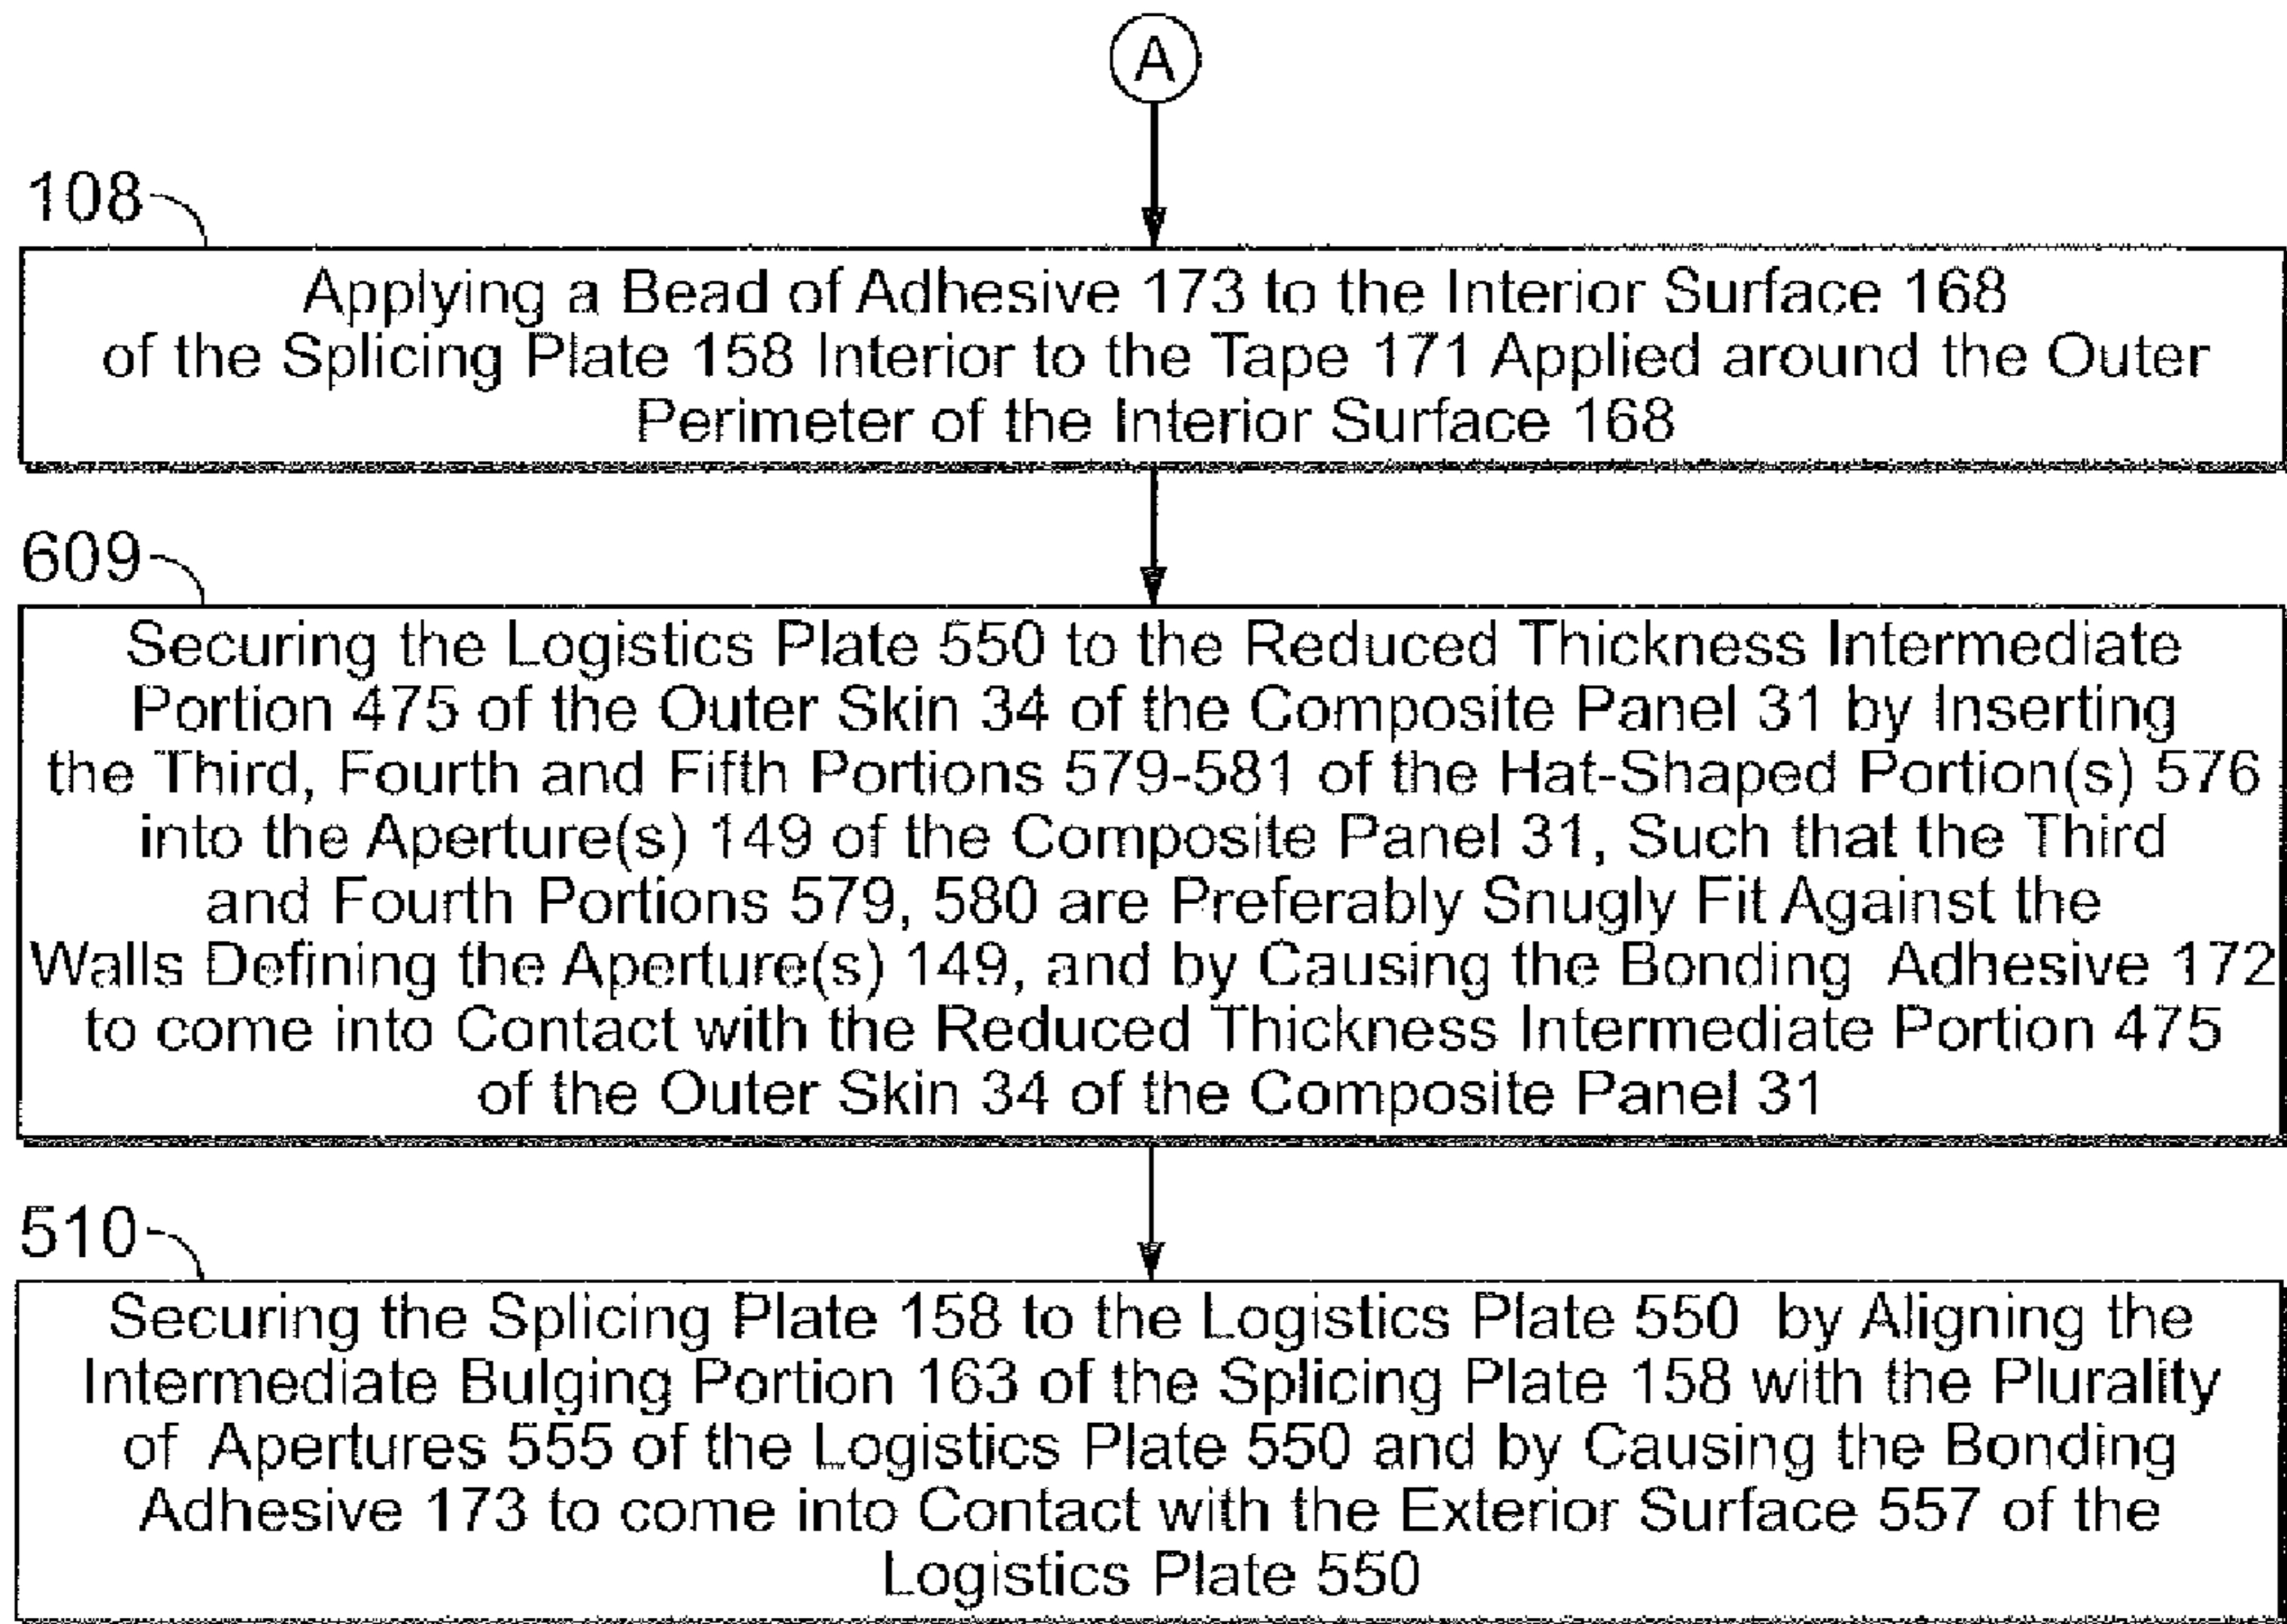 A
108
Applying a Bead of Adhesive 173 to the Interior Surface 168
of the Splicing Plate 158 Interior to the Tape 171 Applied around the Outer
Perimeter of the Interior Surface 168
609
Securing the Logistics Plate 550 to the Reduced Thickness Intermediate
Portion 475 of the Outer Skin 34 of the Composite Panel 31 by Inserting
the Third, Fourth and Fifth Portions 579-581 of the Hat-Shaped Portion(s) 576
into the Aperture(s) 149 of the Composite Panel 31, Such that the Third
and Fourth Portions 579, 580 are Preferably Snugly Fit Against the
Walls Defining the Aperture(s) 149, and by Causing the Bonding Adhesive 172
to come into Contact with the Reduced Thickness Intermediate Portion 475
of the Outer Skin 34 of the Composite Panel 31
510
Securing the Splicing Plate 158 to the Logistics Plate 550 by Aligning the
Intermediate Bulging Portion 163 of the Splicing Plate 158 with the Plurality
of Apertures 555 of the Logistics Plate 550 and by Causing the Bonding
Adhesive 173 to come into Contact with the Exterior Surface 557 of the
Logistics Plate 550